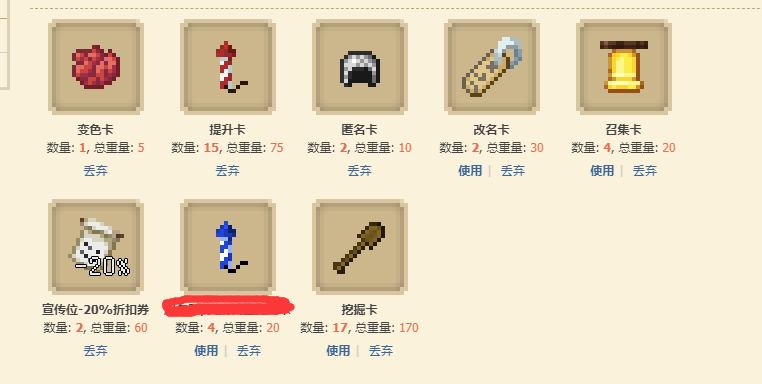 变色卡
数量: 1, 总重量: 5
丢弃
提升卡
数量: 15, 总重量: 75
丢弃
匿名卡
数量: 2, 总重量: 10
丢弃
改名卡
数量: 2, 总重量: 30
使用 | 丢弃
召集卡
数量: 4, 总重量: 20
使用 | 丢弃
-20%
宣传位-20%折扣券
数量: 2, 总重量: 60
丢弃
数量: 4, 总重量: 20
使用 | 丢弃
挖掘卡
数量: 17, 总重量: 170
使用 | 丢弃